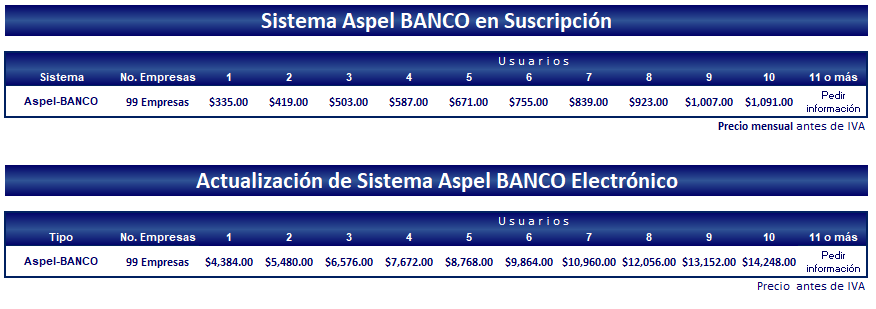 Sistema Aspel BANCO en Suscripción
Usuarios
Sistema No. Empresas 1 2 3 4 5 6 7 8 9 10 11 o más
Aspel-BANCO 99 Empresas $335.00 $419.00 $503.00 $587.00 $671.00 $755.00 $839.00 $923.00 $1,007.00 $1,091.00 Pedir información
Precio mensual antes de IVA
Actualización de Sistema Aspel BANCO Electrónico
Usuarios
Tipo No. Empresas 1 2 3 4 5 6 7 8 9 10 11 o más
Aspel-BANCO 99 Empresas $4,384.00 $5,480.00 $6,576.00 $7,672.00 $8,768.00 $9,864.00 $10,960.00 $12,056.00 $13,152.00 $14,248.00 Pedir información
Precio antes de IVA